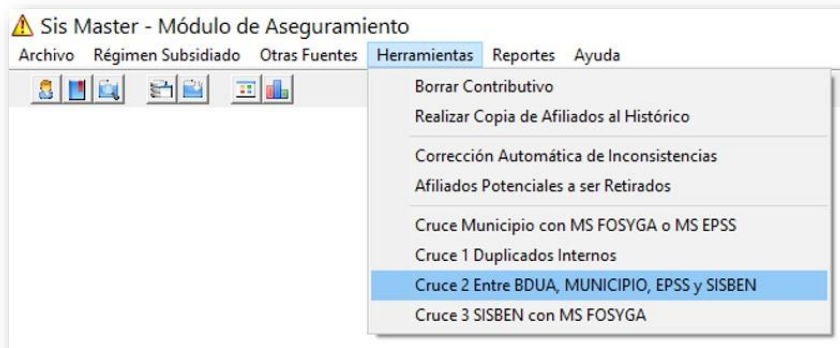 Sis Master - Módulo de Aseguramiento
Archivo Régimen Subsidiado Otras Fuentes Herramientas Reportes Ayuda
Borrar Contributivo
Realizar Copia de Afiliados al Histórico
Corrección Automática de Inconsistencias
Afiliados Potenciales a ser Retirados
Cruce Municipio con MS FOSYGA o MS EPSS
Cruce 1 Duplicados Internos
Cruce 2 Entre BDUA, MUNICIPIO, EPSS y SISBEN
Cruce 3 SISBEN con MS FOSYGA